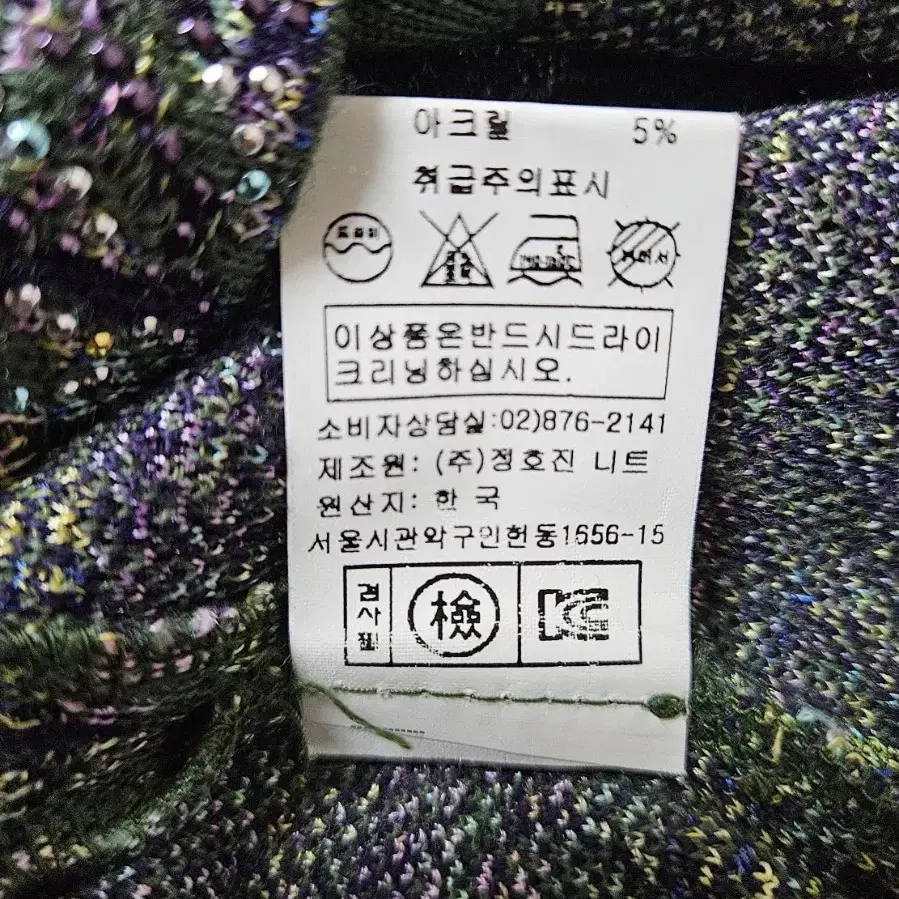 아크릴 5%
취급주의표시
드라이
이상품은반드시드라이
크리닝하십시오.
소비자상담실:02)876-2141
제조원: (주)정호진 니트
원산지: 한국
서울시관악구인헌동1656-15
검사필 檢 KC